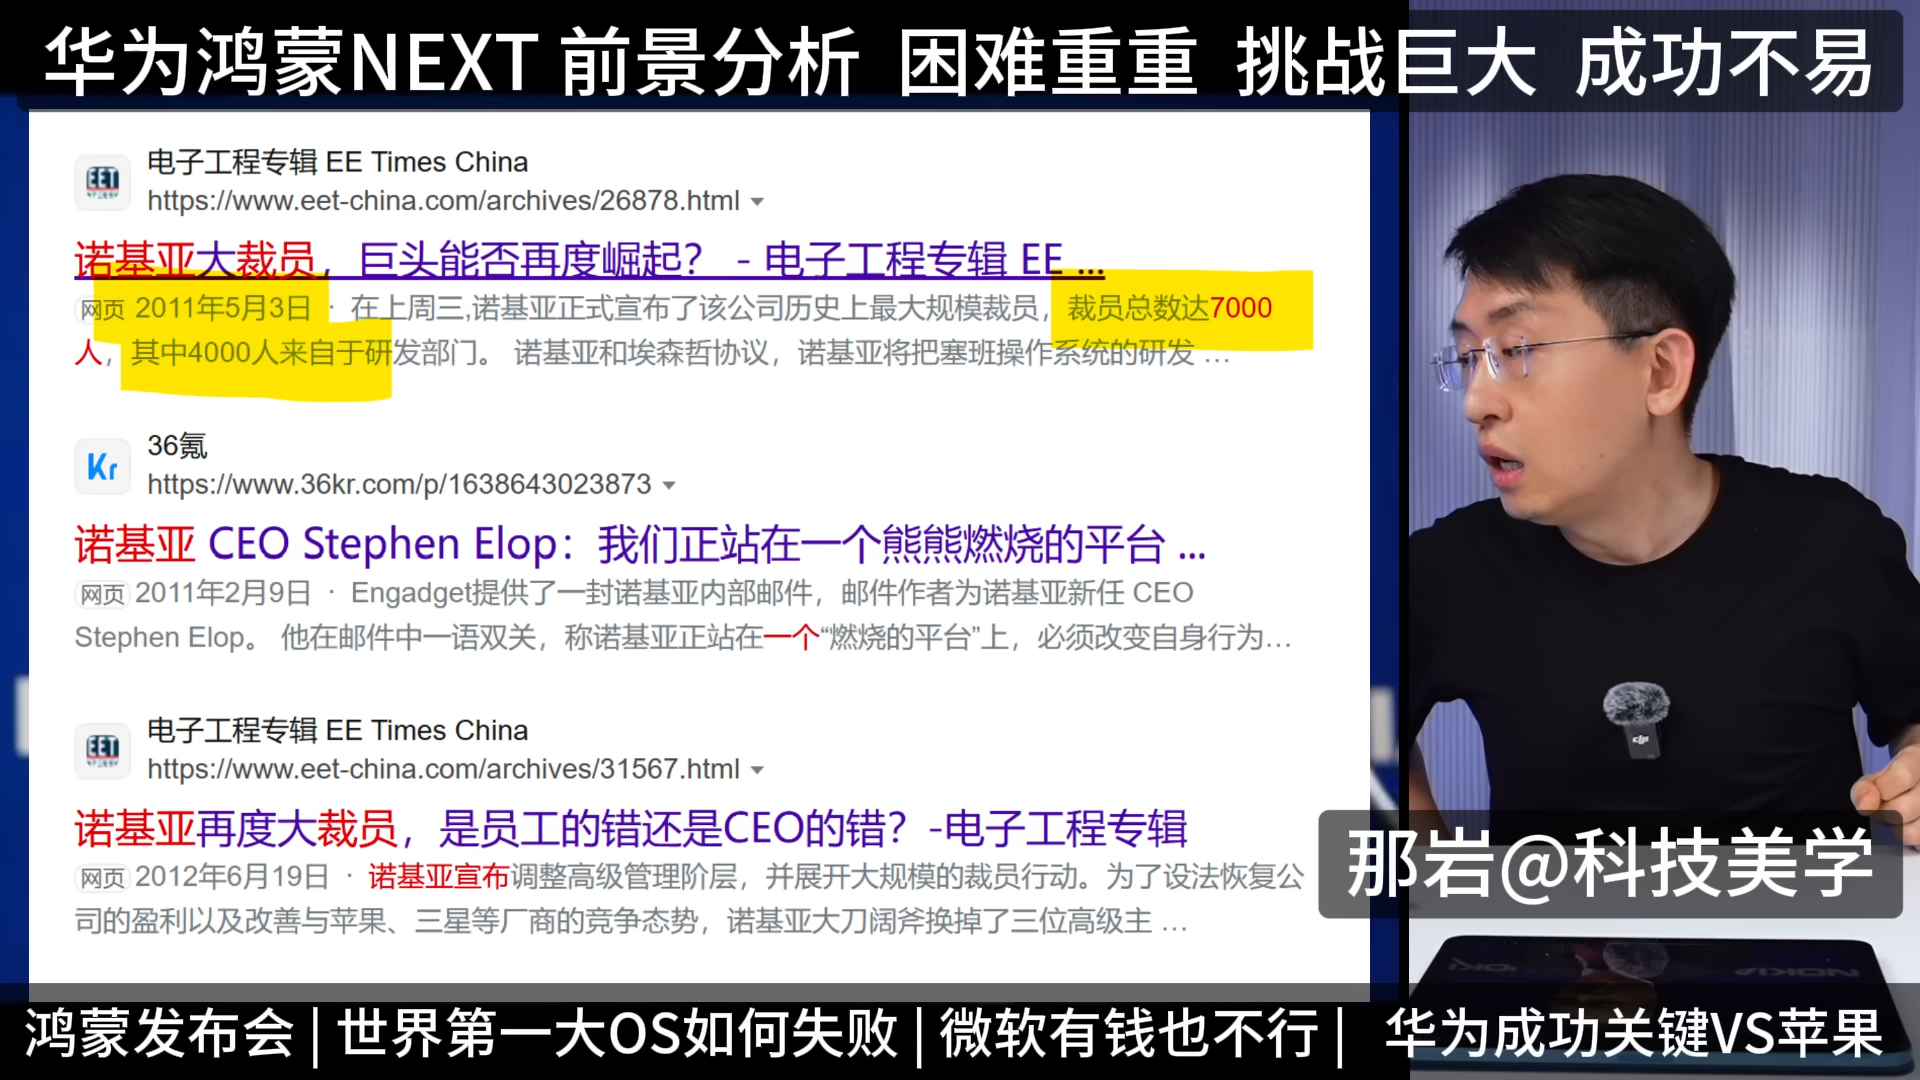 华为鸿蒙NEXT 前景分析 困难重重 挑战巨大 成功不易
电子工程专辑 EE Times China
https://www.eet-china.com/archives/26878.html
诺基亚大裁员，巨头能否再度崛起？ - 电子工程专辑 EE ...
网页 2011年5月3日 · 在上周三,诺基亚正式宣布了该公司历史上最大规模裁员，裁员总数达7000
人，其中4000人来自于研发部门。 诺基亚和埃森哲协议，诺基亚将把塞班操作系统的研发 …
36氪
https://www.36kr.com/p/1638643023873
诺基亚 CEO Stephen Elop：我们正站在一个熊熊燃烧的平台 ...
网页 2011年2月9日 · Engadget提供了一封诺基亚内部邮件，邮件作者为诺基亚新任 CEO
Stephen Elop。 他在邮件中一语双关，称诺基亚正站在一个“燃烧的平台”上，必须改变自身行为…
电子工程专辑 EE Times China
https://www.eet-china.com/archives/31567.html
诺基亚再度大裁员，是员工的错还是CEO的错？-电子工程专辑
网页 2012年6月19日 · 诺基亚宣布调整高级管理阶层，并展开大规模的裁员行动。为了设法恢复公
司的盈利以及改善与苹果、三星等厂商的竞争态势，诺基亚大刀阔斧换掉了三位高级主 …
EET
Kr
EET
dji
那岩@科技美学
鸿蒙发布会 | 世界第一大OS如何失败 | 微软有钱也不行 | 华为成功关键VS苹果